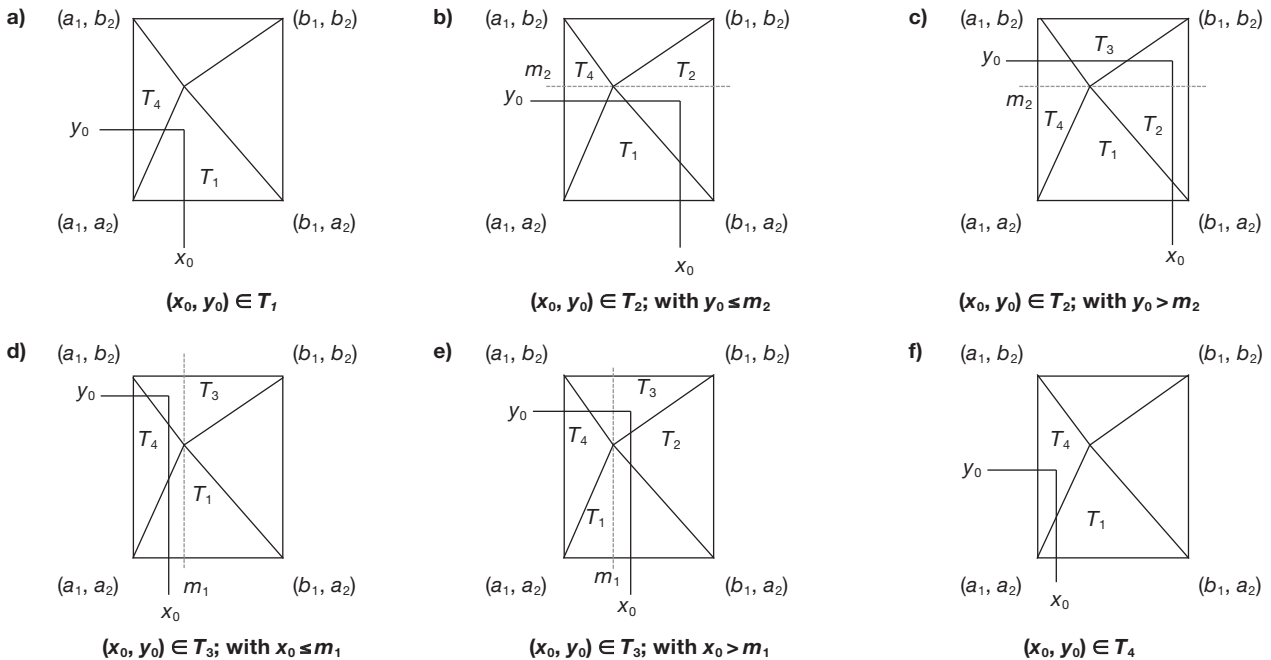 a) (a₁, b₂) (b₁, b₂)
T₄
y₀
T₁
(a₁, a₂) (b₁, a₂)
x₀
(x₀, y₀) ∈ T₁
b) (a₁, b₂) (b₁, b₂)
m₂ T₄ T₂
y₀
T₁
(a₁, a₂) (b₁, a₂)
x₀
(x₀, y₀) ∈ T₂; with y₀ ≤ m₂
c) (a₁, b₂) (b₁, b₂)
T₃
y₀
m₂
T₄ T₁ T₂
(a₁, a₂) (b₁, a₂)
x₀
(x₀, y₀) ∈ T₂; with y₀ > m₂
d) (a₁, b₂) (b₁, b₂)
y₀ T₃
T₄
T₁
(a₁, a₂) m₁ (b₁, a₂)
x₀
(x₀, y₀) ∈ T₃; with x₀ ≤ m₁
e) (a₁, b₂) (b₁, b₂)
T₃
y₀
T₄ T₂
T₁
(a₁, a₂) m₁ (b₁, a₂)
x₀
(x₀, y₀) ∈ T₃; with x₀ > m₁
f) (a₁, b₂) (b₁, b₂)
T₄
y₀
T₁
(a₁, a₂) (b₁, a₂)
x₀
(x₀, y₀) ∈ T₄